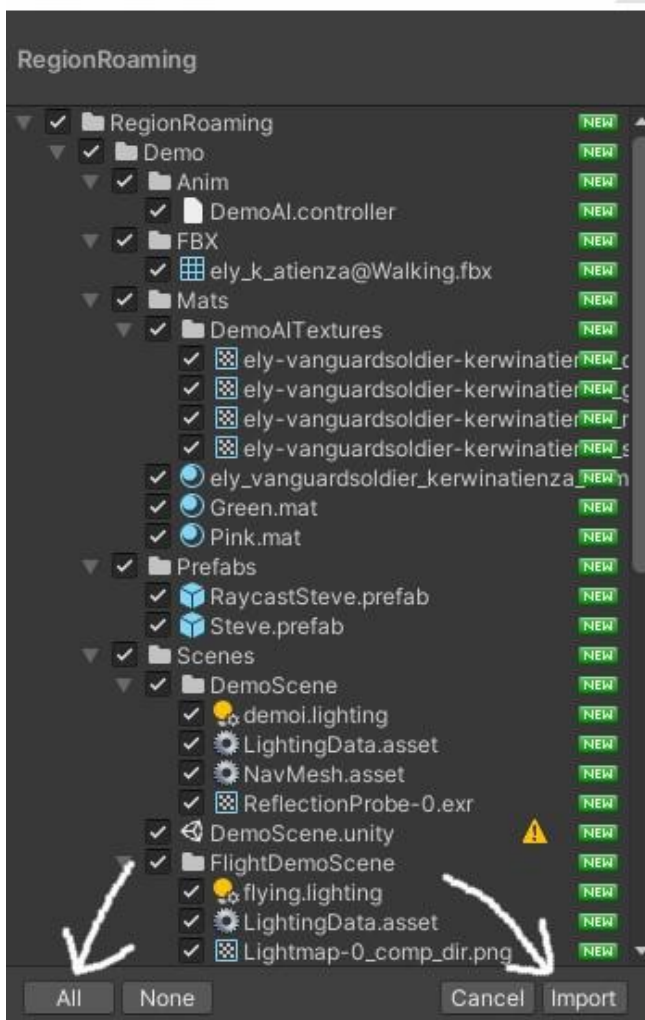 RegionRoaming
RegionRoaming NEW
Demo NEW
Anim NEW
DemoAI.controller NEW
FBX NEW
ely_k_atienza@Walking.fbx NEW
Mats NEW
DemoAITextures NEW
ely-vanguardsoldier-kerwinatier NEW
ely-vanguardsoldier-kerwinatier NEW
ely-vanguardsoldier-kerwinatier NEW
ely-vanguardsoldier-kerwinatier NEW
ely_vanguardsoldier_kerwinatienza_ NEW
Green.mat NEW
Pink.mat NEW
Prefabs NEW
RaycastSteve.prefab NEW
Steve.prefab NEW
Scenes NEW
DemoScene NEW
demoi.lighting NEW
LightingData.asset NEW
NavMesh.asset NEW
ReflectionProbe-0.exr NEW
DemoScene.unity NEW
FlightDemoScene NEW
flying.lighting NEW
LightingData.asset NEW
Lightmap-0_comp_dir.png NEW
All None Cancel Import